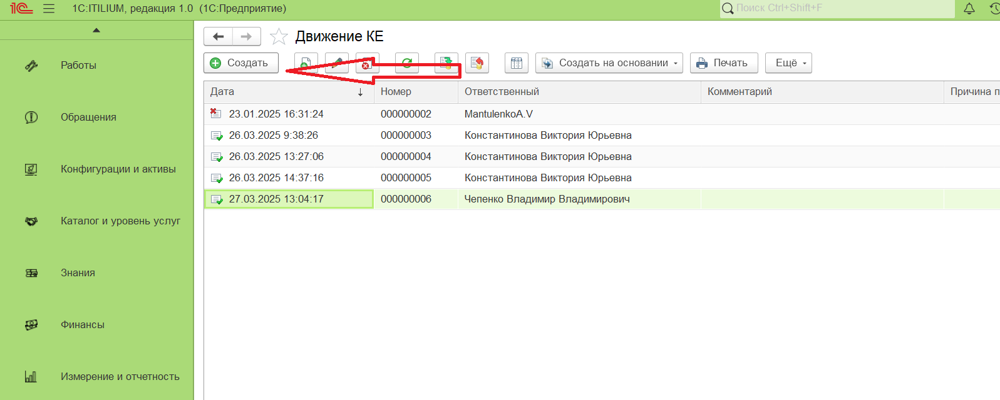 1С 1С:ITILIUM, редакция 1.0 (1С:Предприятие) Поиск Ctrl+Shift+F
Движение КЕ
Создать Создать на основании Печать Ещё
Дата Номер Ответственный Комментарий Причина п
23.01.2025 16:31:24 000000002 MantulenkoA.V
26.03.2025 9:38:26 000000003 Константинова Виктория Юрьевна
26.03.2025 13:27:06 000000004 Константинова Виктория Юрьевна
26.03.2025 14:37:16 000000005 Константинова Виктория Юрьевна
27.03.2025 13:04:17 000000006 Чепенко Владимир Владимирович
Работы
Обращения
Конфигурации и активы
Каталог и уровень услуг
Знания
Финансы
Измерение и отчетность